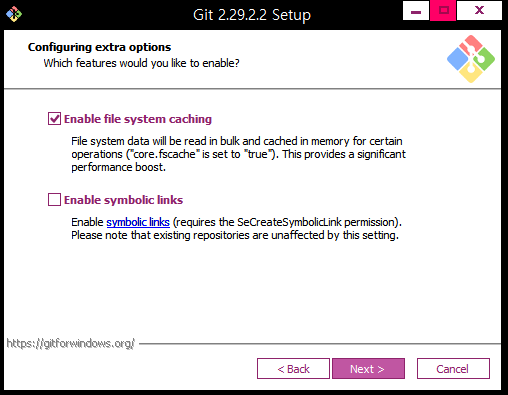 Git 2.29.2.2 Setup
Configuring extra options
Which features would you like to enable?
Enable file system caching
File system data will be read in bulk and cached in memory for certain
operations ("core.fscache" is set to "true"). This provides a significant
performance boost.
Enable symbolic links
Enable symbolic links (requires the SeCreateSymbolicLink permission).
Please note that existing repositories are unaffected by this setting.
https://gitforwindows.org/
< Back Next > Cancel